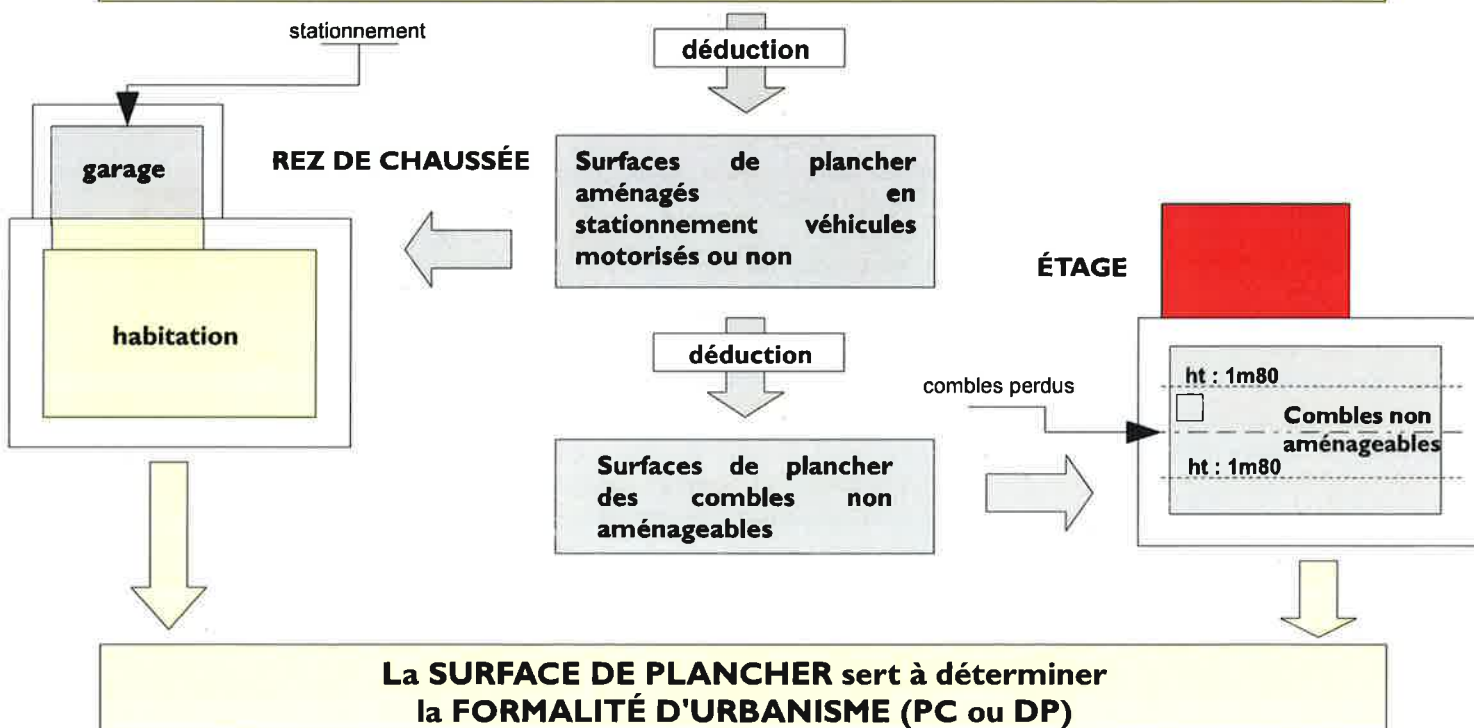 stationnement
déduction
garage
REZ DE CHAUSSÉE
Surfaces de plancher
aménagés en
stationnement véhicules
motorisés ou non
ÉTAGE
habitation
déduction
combles perdus
ht : 1m80
Combles non
aménageables
ht : 1m80
Surfaces de plancher
des combles non
aménageables
La SURFACE DE PLANCHER sert à déterminer
la FORMALITÉ D'URBANISME (PC ou DP)